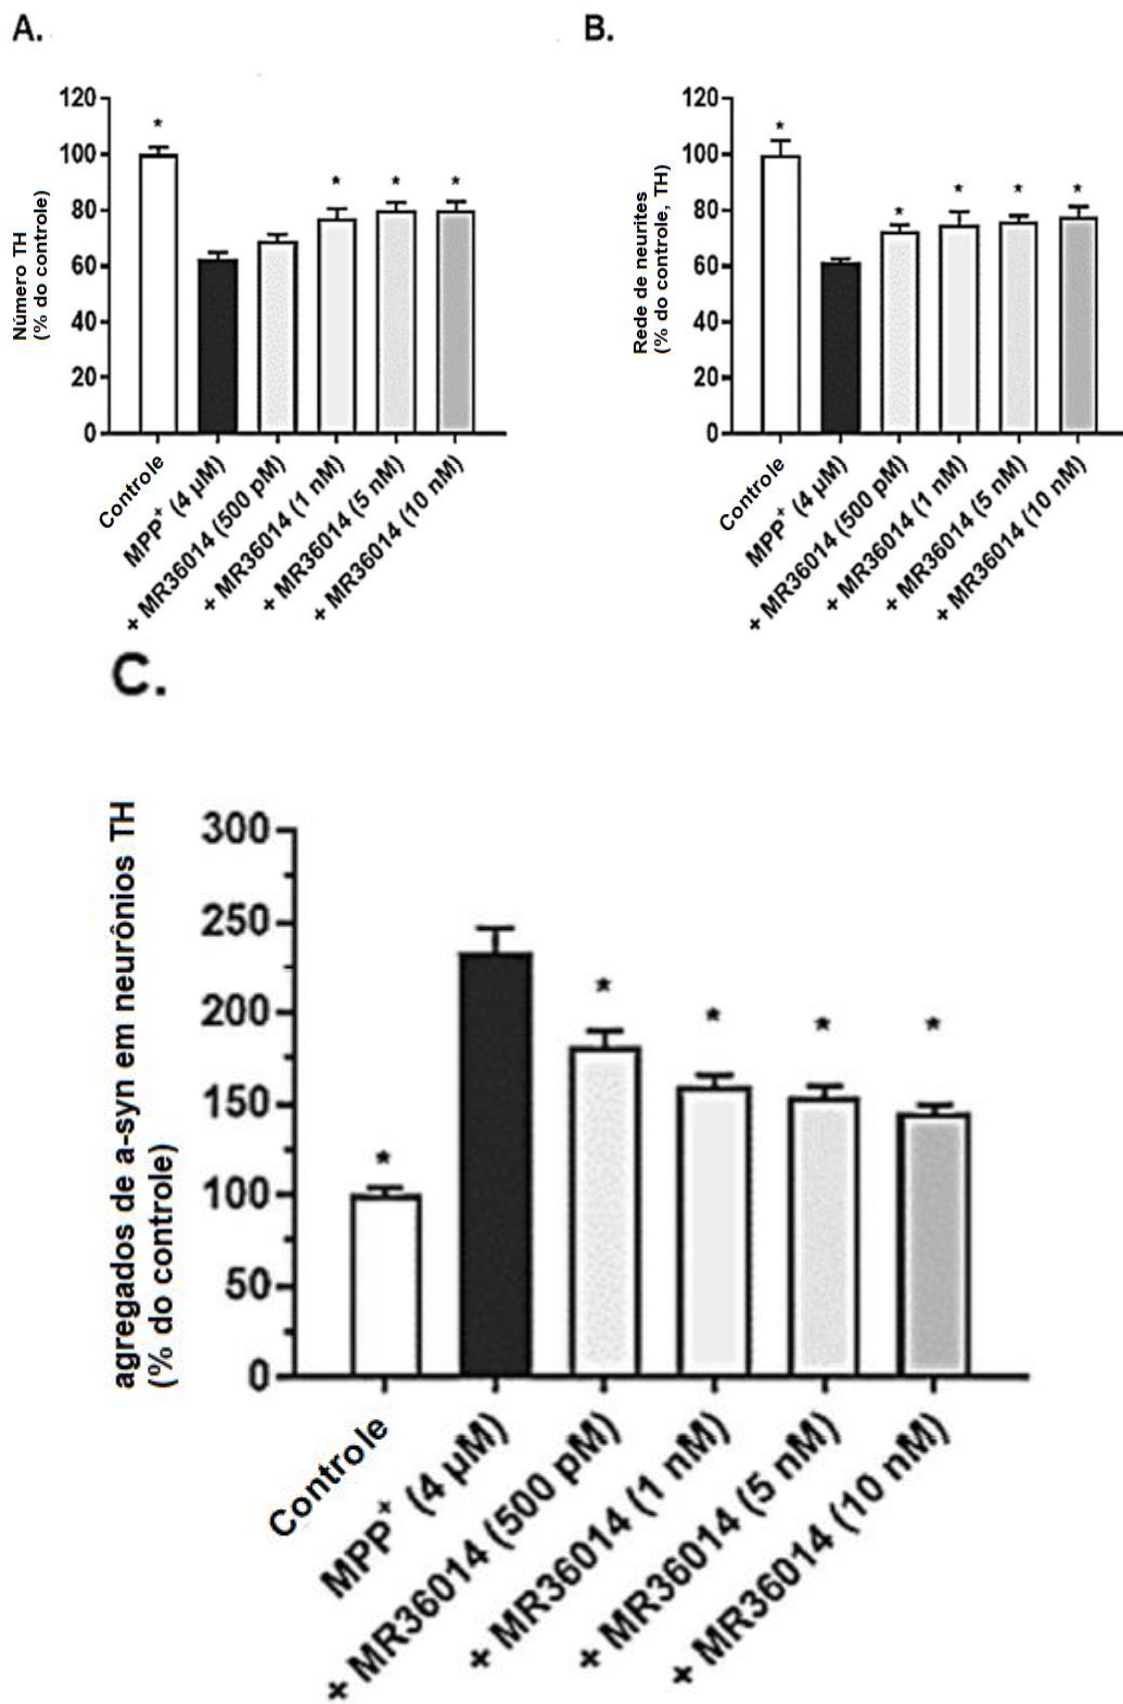 A.
B.
Número TH
(% do controle)
120
100
80
60
40
20
0
*
*
*
*
Controle
MPP+ (4 µM)
+ MR36014 (500 pM)
+ MR36014 (1 nM)
+ MR36014 (5 nM)
+ MR36014 (10 nM)
Rede de neurites
(% do controle, TH)
120
100
80
60
40
20
0
*
*
*
*
*
Controle
MPP+ (4 µM)
+ MR36014 (500 pM)
+ MR36014 (1 nM)
+ MR36014 (5 nM)
+ MR36014 (10 nM)
C.
agregados de a-syn em neurônios TH
(% do controle)
300
250
200
150
100
50
0
*
*
*
*
*
Controle
MPP+ (4 µM)
+ MR36014 (500 pM)
+ MR36014 (1 nM)
+ MR36014 (5 nM)
+ MR36014 (10 nM)